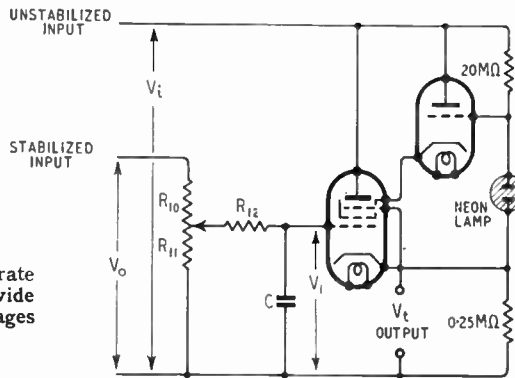 UNSTABILIZED
INPUT
Vi
20MΩ
STABILIZED
INPUT
R10
R12
R11
NEON
LAMP
Vo
V1
C
Vt
OUTPUT
0·25MΩ
rate
vide
ages